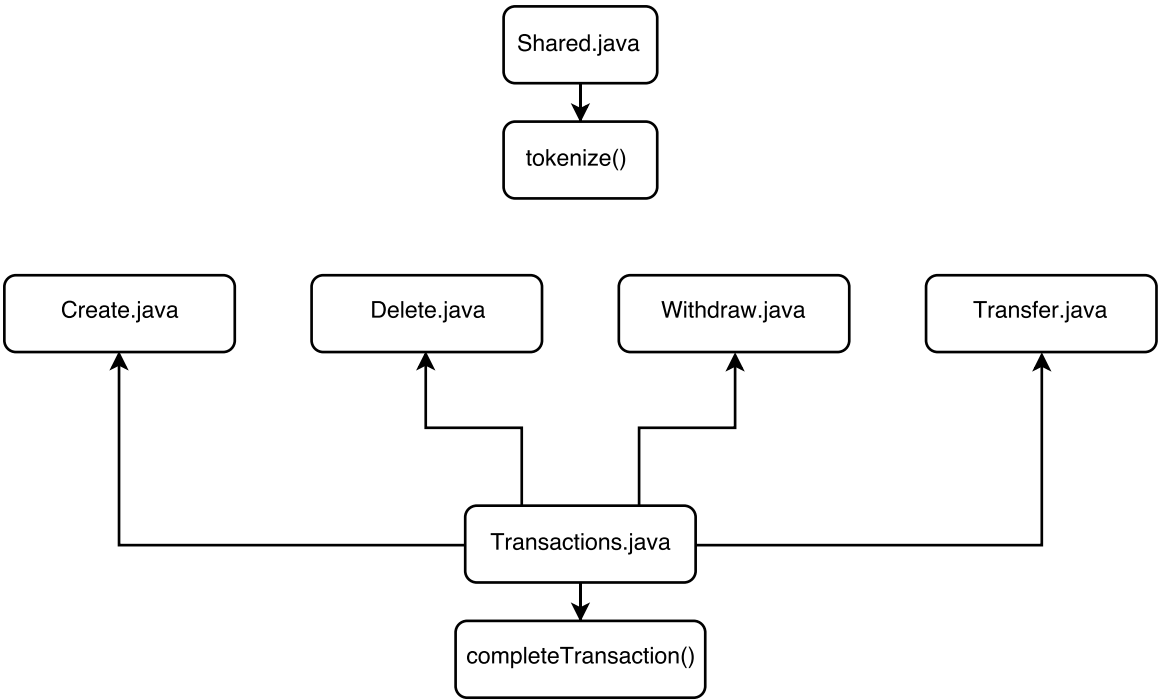 Shared.java
tokenize()
Create.java
Delete.java
Withdraw.java
Transfer.java
Transactions.java
completeTransaction()